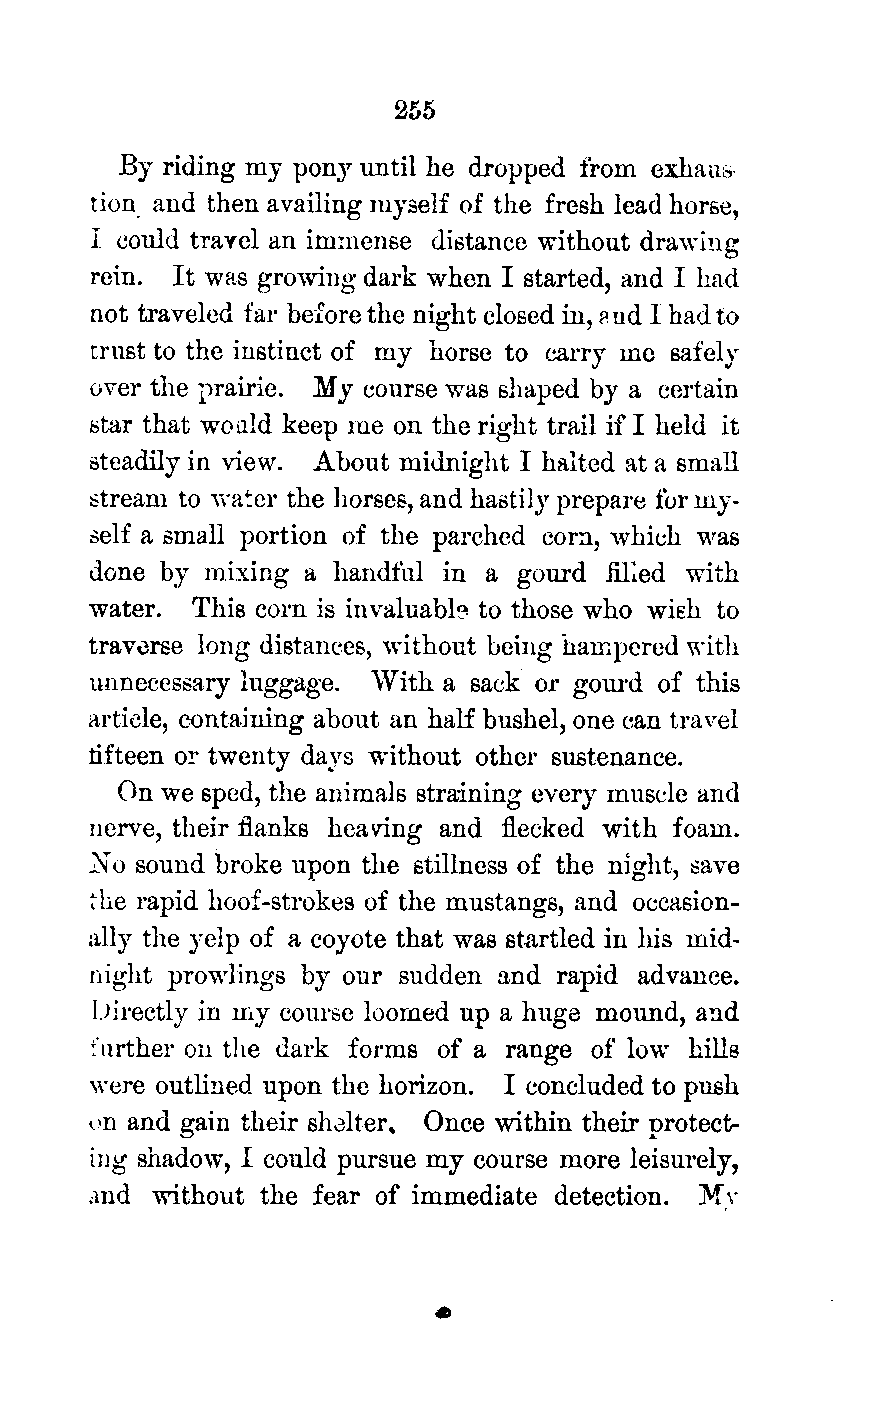 255
By riding my pony until he dropped from exhaus-
tion and then availing myself of the fresh lead horse,
I could travel an immense distance without drawing
rein. It was growing dark when I started, and I had
not traveled far before the night closed in, and I had to
trust to the instinct of my horse to carry me safely
over the prairie. My course was shaped by a certain
star that would keep me on the right trail if I held it
steadily in view. About midnight I halted at a small
stream to water the horses, and hastily prepare for my-
self a small portion of the parched corn, which was
done by mixing a handful in a gourd filled with
water. This corn is invaluable to those who wish to
traverse long distances, without being hampered with
unnecessary luggage. With a sack or gourd of this
article, containing about an half bushel, one can travel
fifteen or twenty days without other sustenance.
On we sped, the animals straining every muscle and
nerve, their flanks heaving and flecked with foam.
No sound broke upon the stillness of the night, save
the rapid hoof-strokes of the mustangs, and occasion-
ally the yelp of a coyote that was startled in his mid-
night prowlings by our sudden and rapid advance.
Directly in my course loomed up a huge mound, and
further on the dark forms of a range of low hills
were outlined upon the horizon. I concluded to push
on and gain their shelter. Once within their protect-
ing shadow, I could pursue my course more leisurely,
and without the fear of immediate detection. My